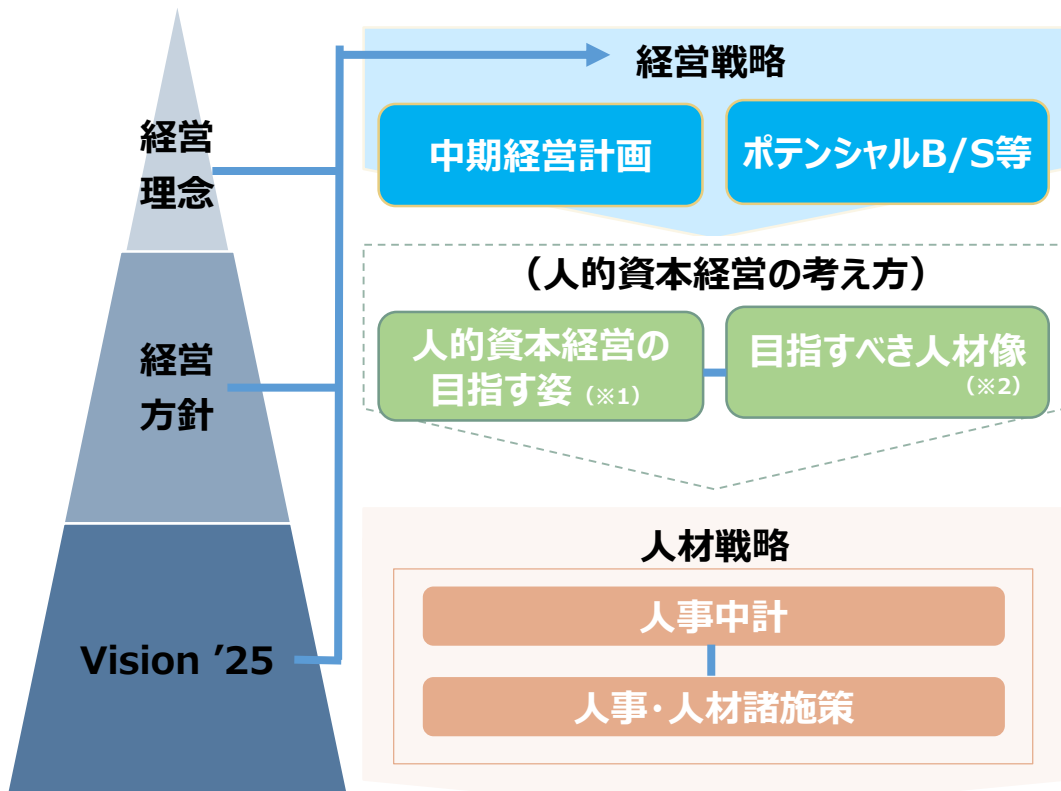 経営
理念
経営
方針
Vision ’25
経営戦略
中期経営計画
ポテンシャルB/S等
（人的資本経営の考え方）
人的資本経営の
目指す姿（※1）
目指すべき人材像
（※2）
人材戦略
人事中計
人事・人材諸施策